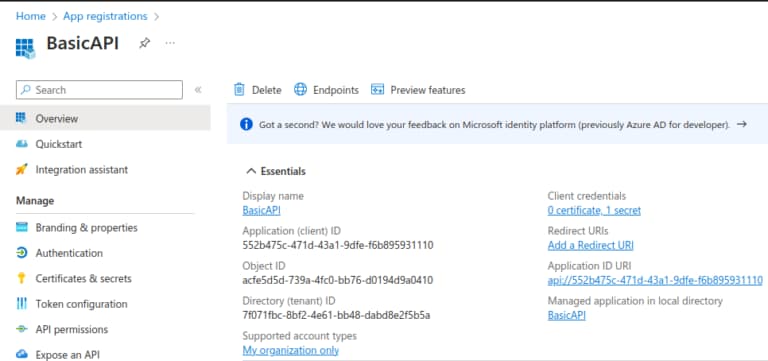 Home > App registrations >
BasicAPI
Search
Overview
Quickstart
Integration assistant
Manage
Branding & properties
Authentication
Certificates & secrets
Token configuration
API permissions
Expose an API
Delete Endpoints Preview features
Got a second? We would love your feedback on Microsoft identity platform (previously Azure AD for developer). →
Essentials
Display name
BasicAPI
Application (client) ID
552b475c-471d-43a1-9dfe-f6b895931110
Object ID
acfe5d5d-739a-4fc0-bb76-d0194d9a0410
Directory (tenant) ID
7f071fbc-8bf2-4e61-bb48-dabd8e2f5b5a
Supported account types
My organization only
Client credentials
0 certificate, 1 secret
Redirect URIs
Add a Redirect URI
Application ID URI
api://552b475c-471d-43a1-9dfe-f6b895931110
Managed application in local directory
BasicAPI